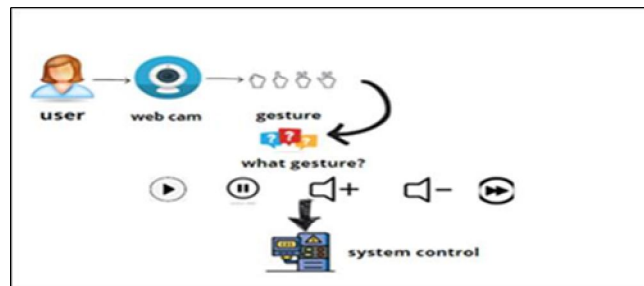 user
web cam
gesture
? ? ?
what gesture?
system control